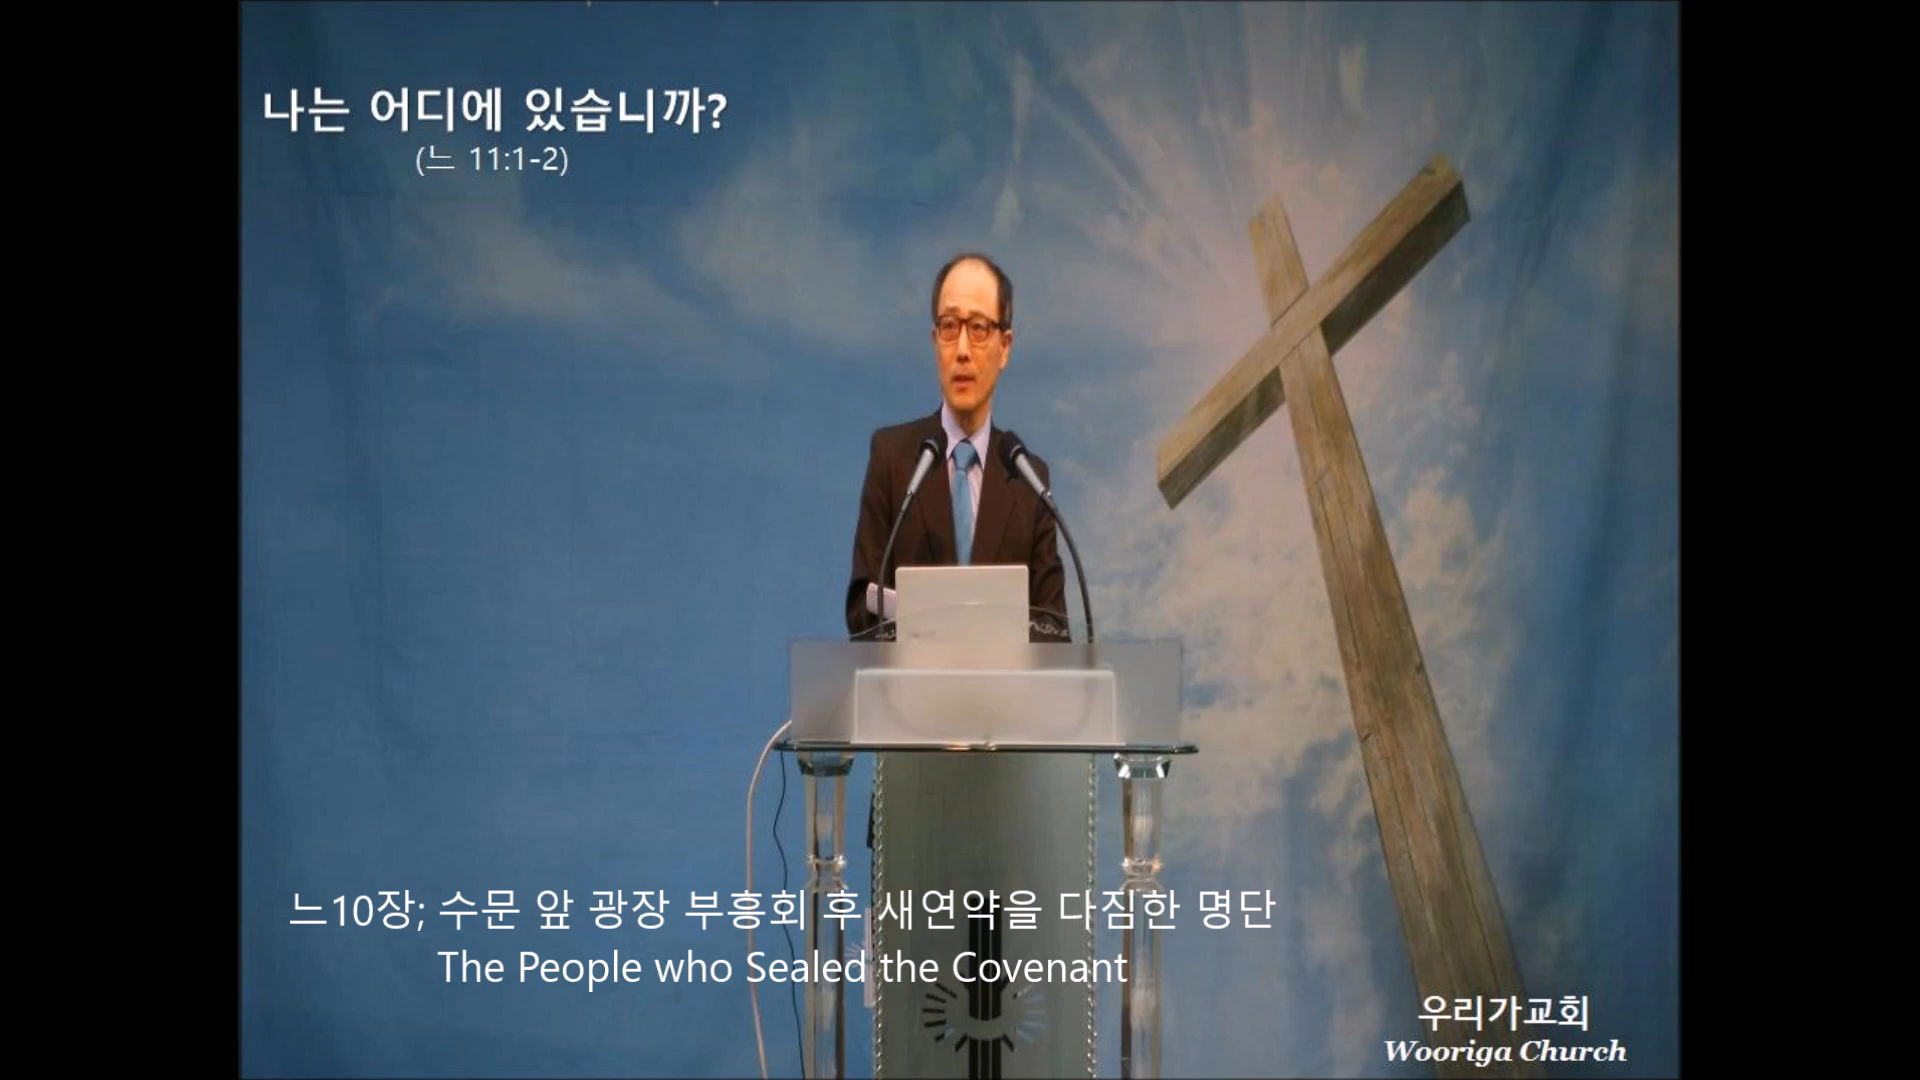 나는 어디에 있습니까?
(느 11:1-2)
느10장; 수문 앞 광장 부흥회 후 새연약을 다짐한 명단
The People who Sealed the Covenant
우리가교회
Wooriga Church